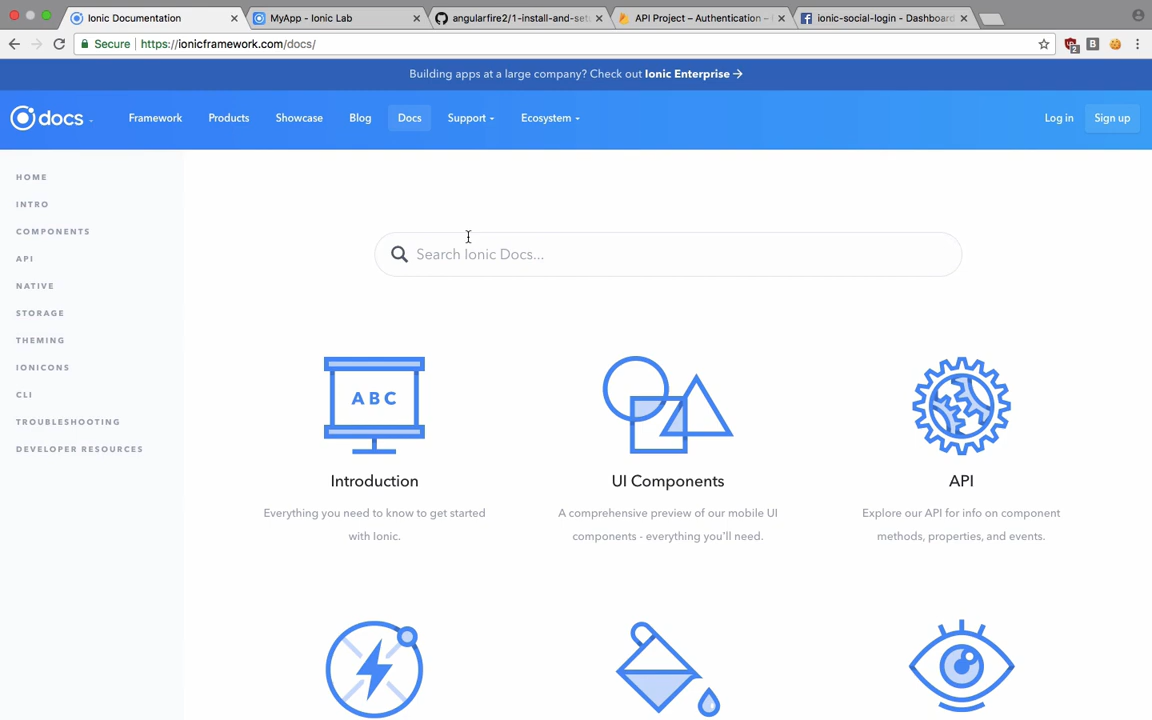 Ionic Documentation
MyApp - Ionic Lab
angularfire2/1-install-and-set
API Project – Authentication –
ionic-social-login - Dashboard
Secure
https://ionicframework.com/docs/
2
B
Building apps at a large company? Check out Ionic Enterprise →
docs
Framework
Products
Showcase
Blog
Docs
Support
Ecosystem
Log in
Sign up
HOME
INTRO
COMPONENTS
API
NATIVE
STORAGE
THEMING
IONICONS
CLI
TROUBLESHOOTING
DEVELOPER RESOURCES
Search Ionic Docs...
ABC
Introduction
Everything you need to know to get started
with Ionic.
UI Components
A comprehensive preview of our mobile UI
components - everything you'll need.
API
Explore our API for info on component
methods, properties, and events.